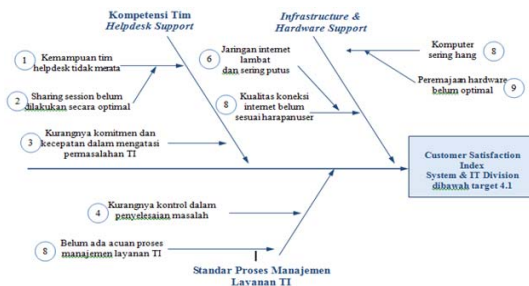 Kompetensi Tim
Helpdesk Support
Infrastructure &
Hardware Support
1
Kemampuan tim
helpdesk tidak merata
2
Sharing session belum
dilakukan secara optimal
3
Kurangnya komitmen dan
kecepatan dalam mengatasi
permasalahan TI
6
Jaringan internet
lambat
dan sering putus
8
Kualitas koneksi
internet belum
sesuai harapanuser
Komputer
sering hang
8
Peremajaan hardware
belum optimal
9
Customer Satisfaction
Index
System & IT Division
dibawah target 4.1
4
Kurangnya kontrol dalam
penyelesaian masalah
8
Belum ada acuan proses
manajemen layanan TI
Standar Proses Manajemen
Layanan TI